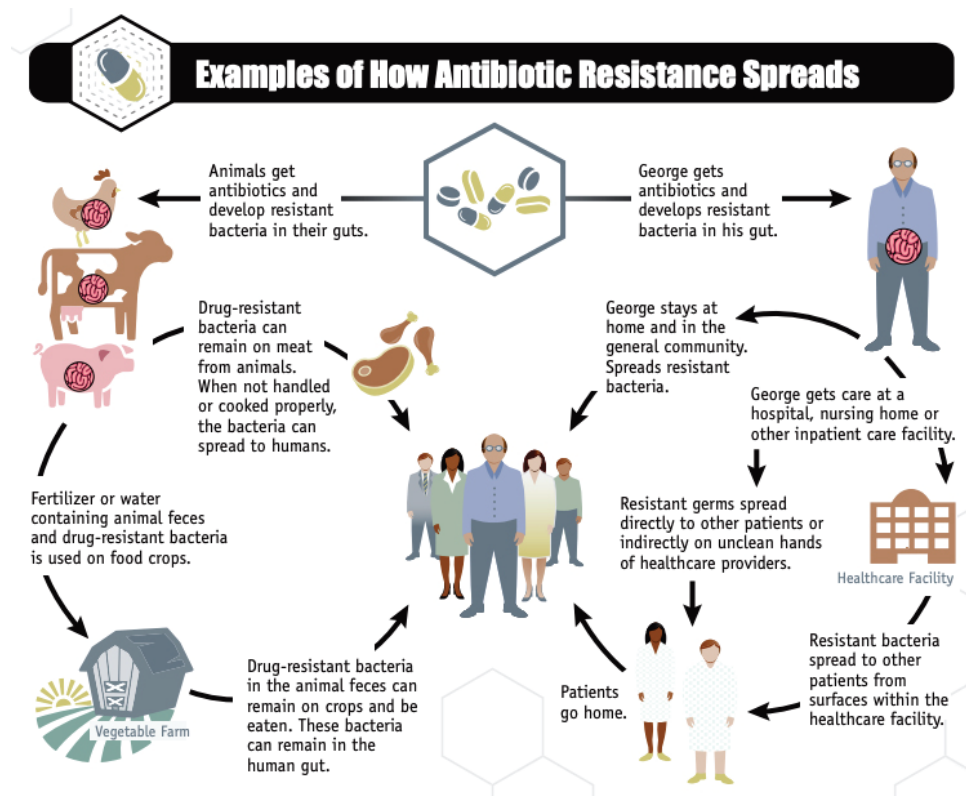 Examples of How Antibiotic Resistance Spreads
Animals get
antibiotics and
develop resistant
bacteria in their guts.
George gets
antibiotics and
develops resistant
bacteria in his gut.
Drug-resistant
bacteria can
remain on meat
from animals.
When not handled
or cooked properly,
the bacteria can
spread to humans.
George stays at
home and in the
general community.
Spreads resistant
bacteria.
George gets care at a
hospital, nursing home or
other inpatient care facility.
Fertilizer or water
containing animal feces
and drug-resistant bacteria
is used on food crops.
Resistant germs spread
directly to other patients or
indirectly on unclean hands
of healthcare providers.
Healthcare Facility
Vegetable Farm
Drug-resistant bacteria
in the animal feces can
remain on crops and be
eaten. These bacteria
can remain in the
human gut.
Patients
go home.
Resistant bacteria
spread to other
patients from
surfaces within the
healthcare facility.